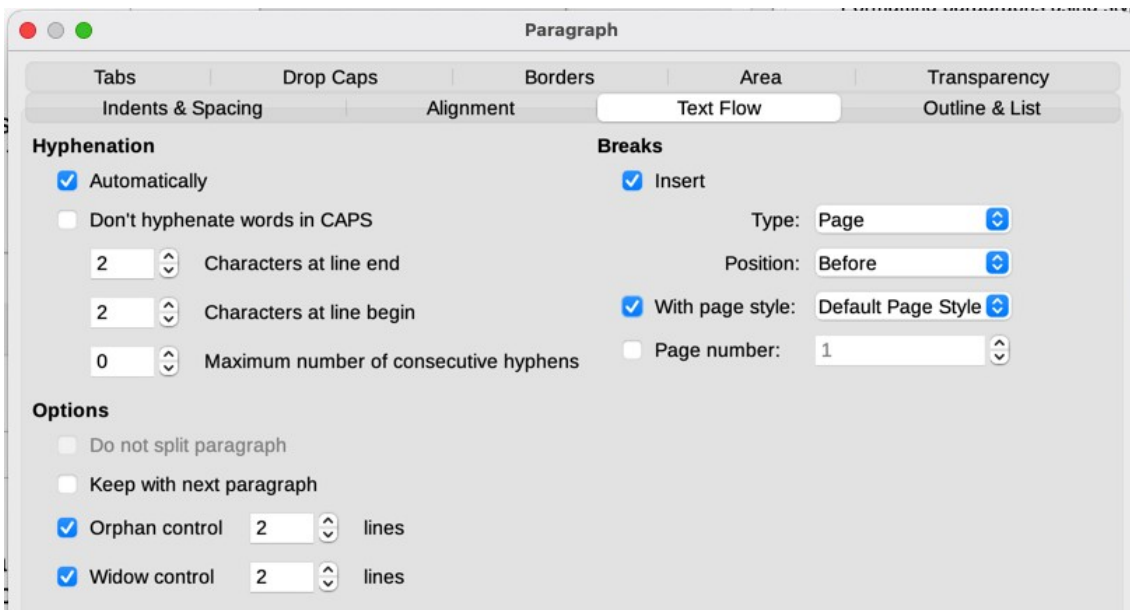 Paragraph
Tabs Drop Caps Borders Area Transparency
Indents & Spacing Alignment Text Flow Outline & List
Hyphenation
Automatically
Don't hyphenate words in CAPS
2 Characters at line end
2 Characters at line begin
0 Maximum number of consecutive hyphens
Options
Do not split paragraph
Keep with next paragraph
Orphan control 2 lines
Widow control 2 lines
Breaks
Insert
Type: Page
Position: Before
With page style: Default Page Style
Page number: 1